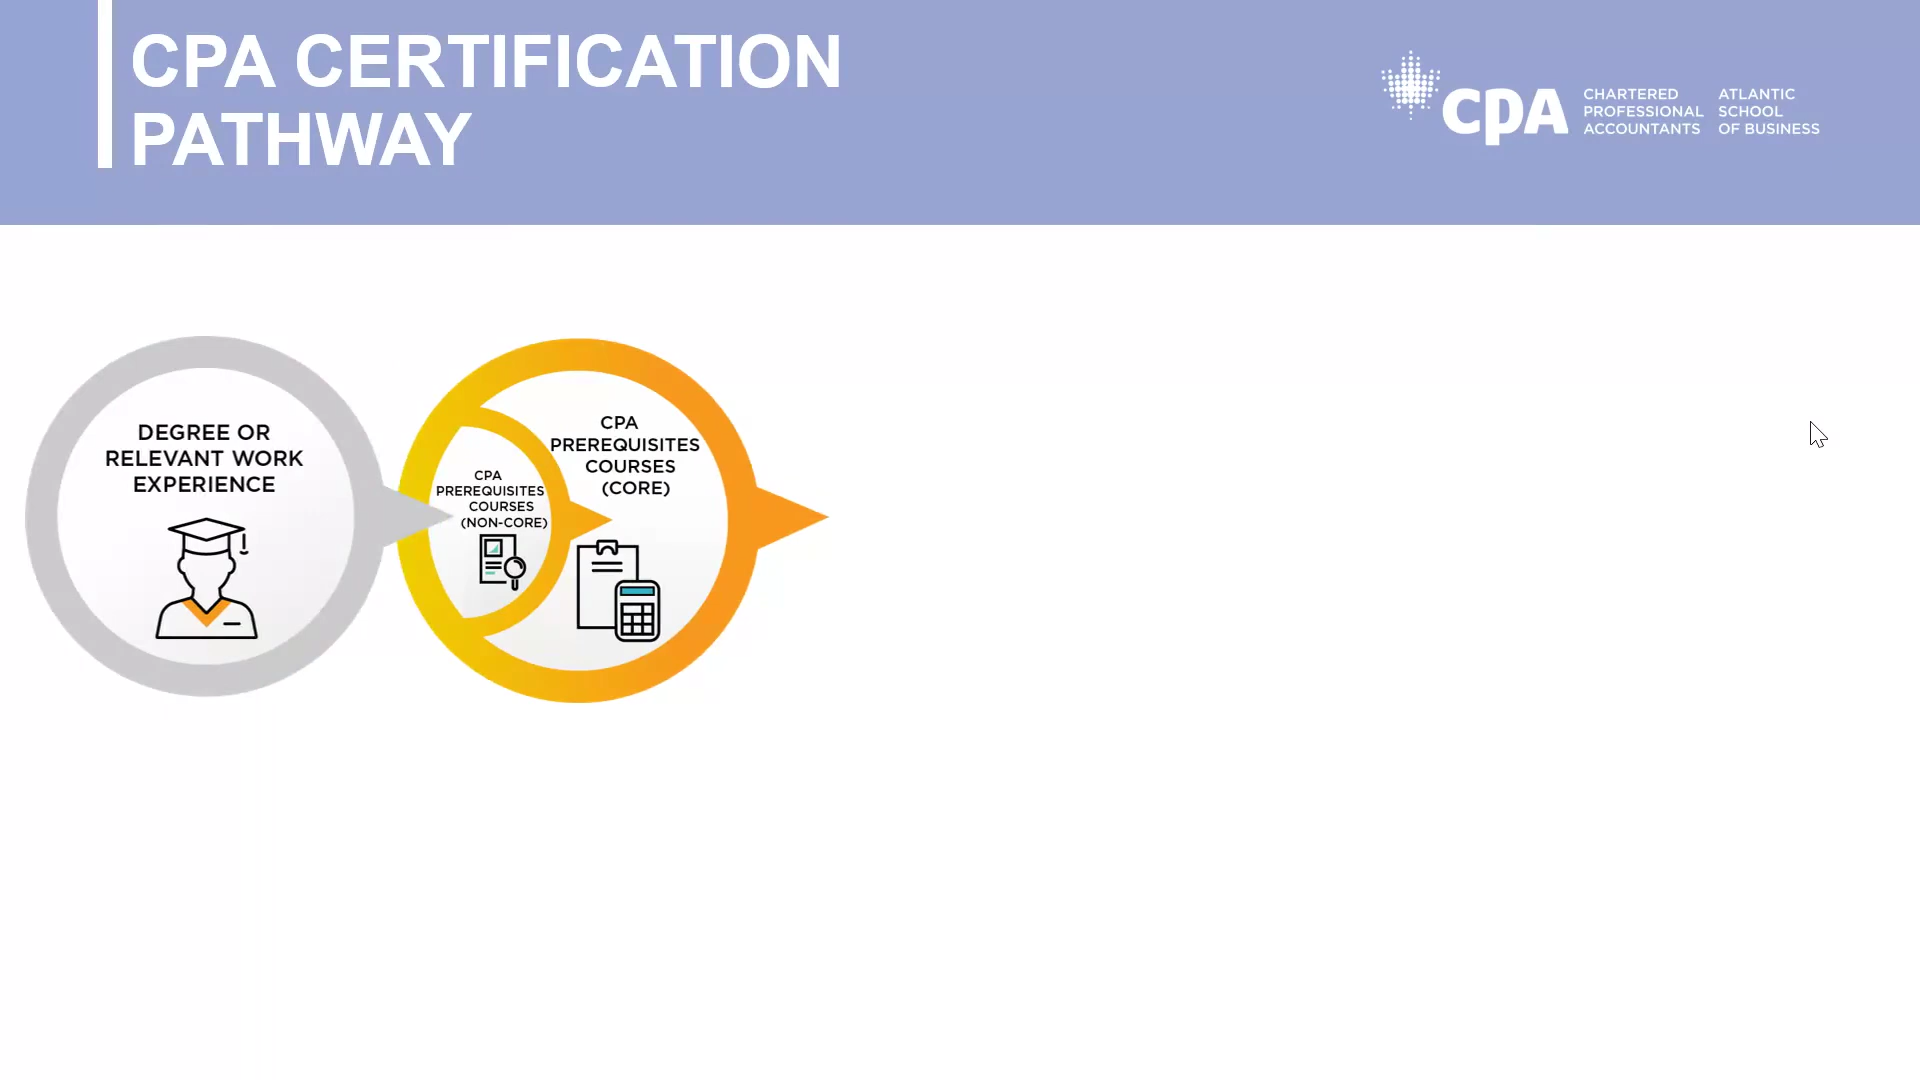 CPA CERTIFICATION
PATHWAY
cpa
CHARTERED
PROFESSIONAL
ACCOUNTANTS
ATLANTIC
SCHOOL
OF BUSINESS
DEGREE OR
RELEVANT WORK
EXPERIENCE
CPA
PREREQUISITES
COURSES
(NON-CORE)
CPA
PREREQUISITES
COURSES
(CORE)